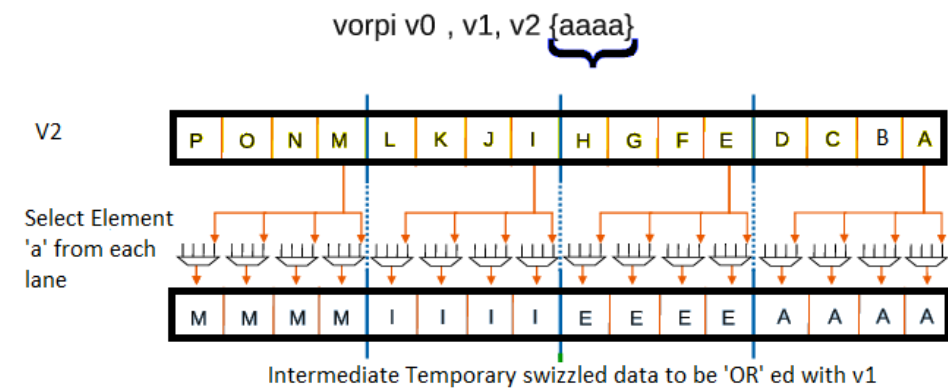 vorpi v0 , v1, v2 {aaaa}
V2
P O N M L K J I H G F E D C B A
Select Element
'a' from each
lane
M M M M I I I I E E E E A A A A
Intermediate Temporary swizzled data to be 'OR' ed with v1